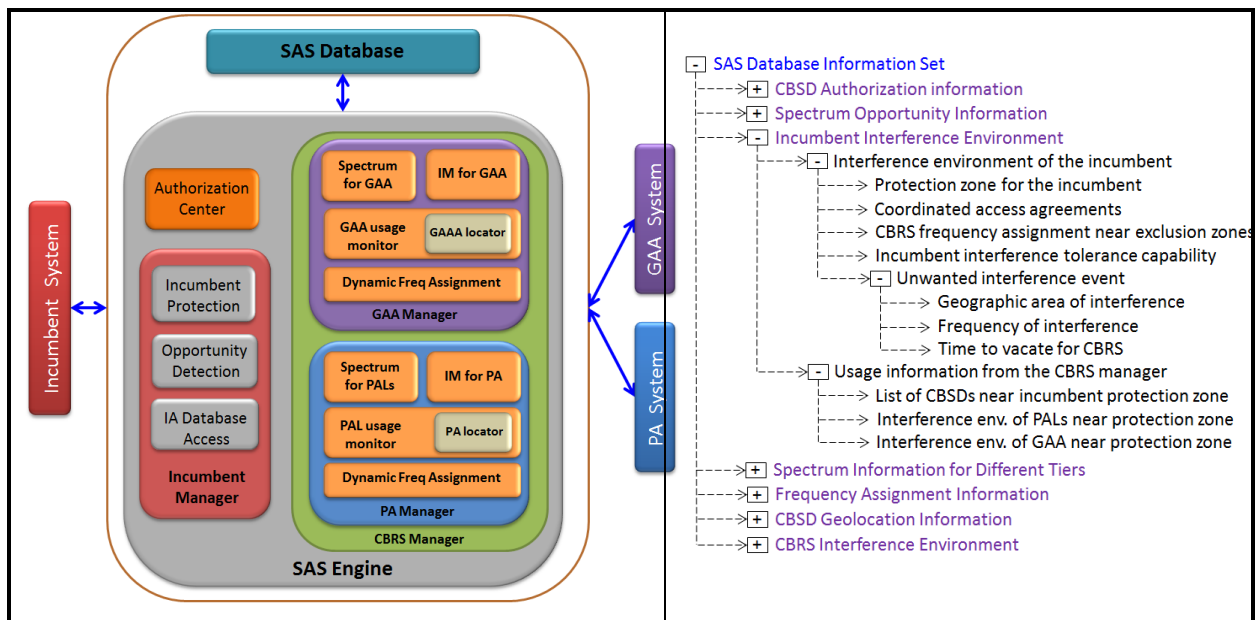 SAS Database
Authorization
Center
Incumbent
Protection
Opportunity
Detection
IA Database
Access
Incumbent
Manager
Spectrum
for GAA
IM for GAA
GAA usage
monitor
GAAA locator
Dynamic Freq Assignment
GAA Manager
Spectrum
for PALs
IM for PA
PAL usage
monitor
PA locator
Dynamic Freq Assignment
PA Manager
CBRS Manager
SAS Engine
Incumbent System
GAA System
PA System
- SAS Database Information Set
+ CBSD Authorization information
+ Spectrum Opportunity Information
- Incumbent Interference Environment
- Interference environment of the incumbent
Protection zone for the incumbent
Coordinated access agreements
CBRS frequency assignment near exclusion zones
Incumbent interference tolerance capability
- Unwanted interference event
Geographic area of interference
Frequency of interference
Time to vacate for CBRS
- Usage information from the CBRS manager
List of CBSDs near incumbent protection zone
Interference env. of PALs near protection zone
Interference env. of GAA near protection zone
+ Spectrum Information for Different Tiers
+ Frequency Assignment Information
+ CBSD Geolocation Information
+ CBRS Interference Environment